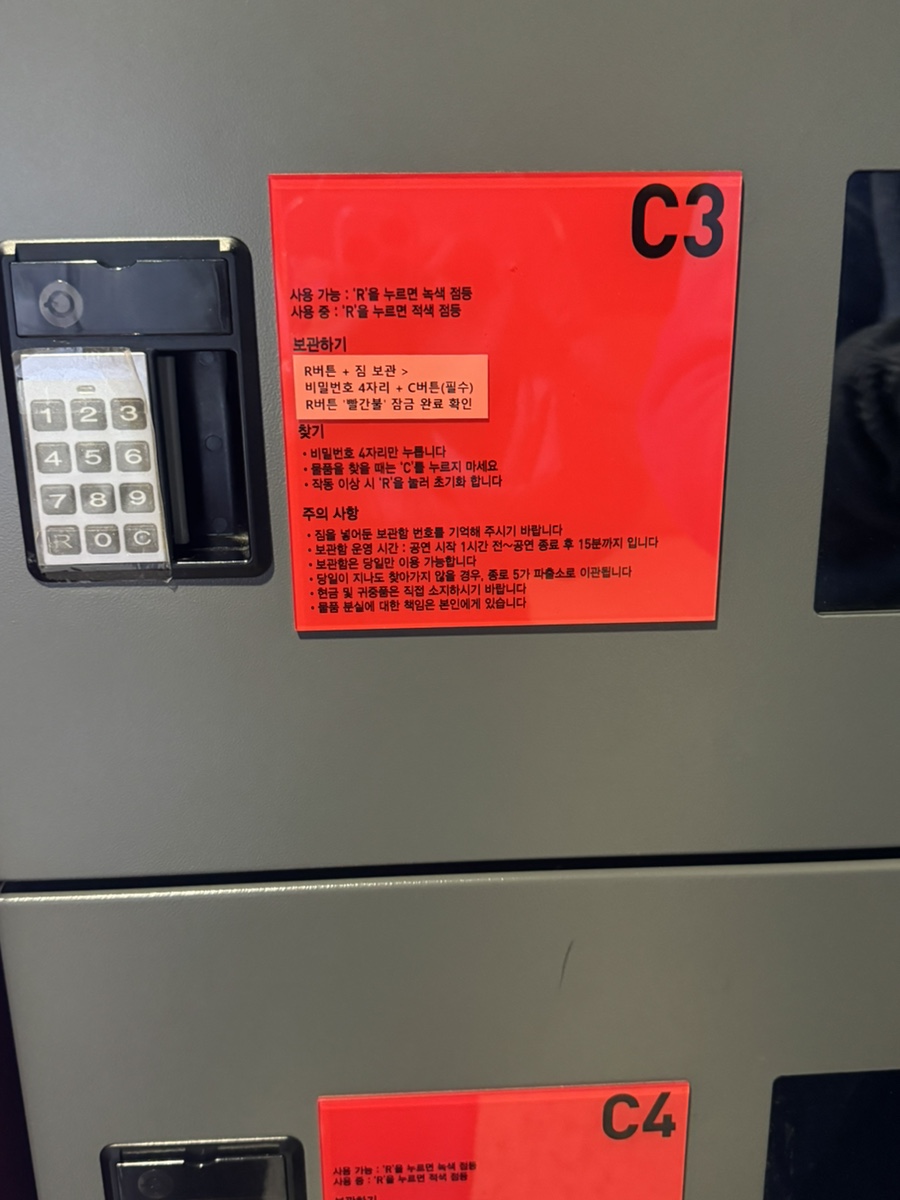 C3
사용 가능 : 'R'을 누르면 녹색 점등
사용 중 : 'R'을 누르면 적색 점등
보관하기
R버튼 + 짐 보관 >
비밀번호 4자리 + C버튼(필수)
R버튼 '빨간불' 잠금 완료 확인
찾기
• 비밀번호 4자리만 누릅니다
• 물품을 찾을 때는 'C'를 누르지 마세요
• 작동 이상 시 'R'을 눌러 초기화 합니다
주의 사항
• 짐을 넣어둔 보관함 번호를 기억해 주시기 바랍니다
• 보관함 운영 시간 : 공연 시작 1시간 전~공연 종료 후 15분까지 입니다
• 보관함은 당일만 이용 가능합니다
• 당일이 지나도 찾아가지 않을 경우, 종로 5가 파출소로 이관됩니다
• 현금 및 귀중품은 직접 소지하시기 바랍니다
• 물품 분실에 대한 책임은 본인에게 있습니다
1 2 3
4 5 6
7 8 9
R 0 C
C4
사용 가능 : 'R'을 누르면 녹색 점등
사용 중 : 'R'을 누르면 적색 점등